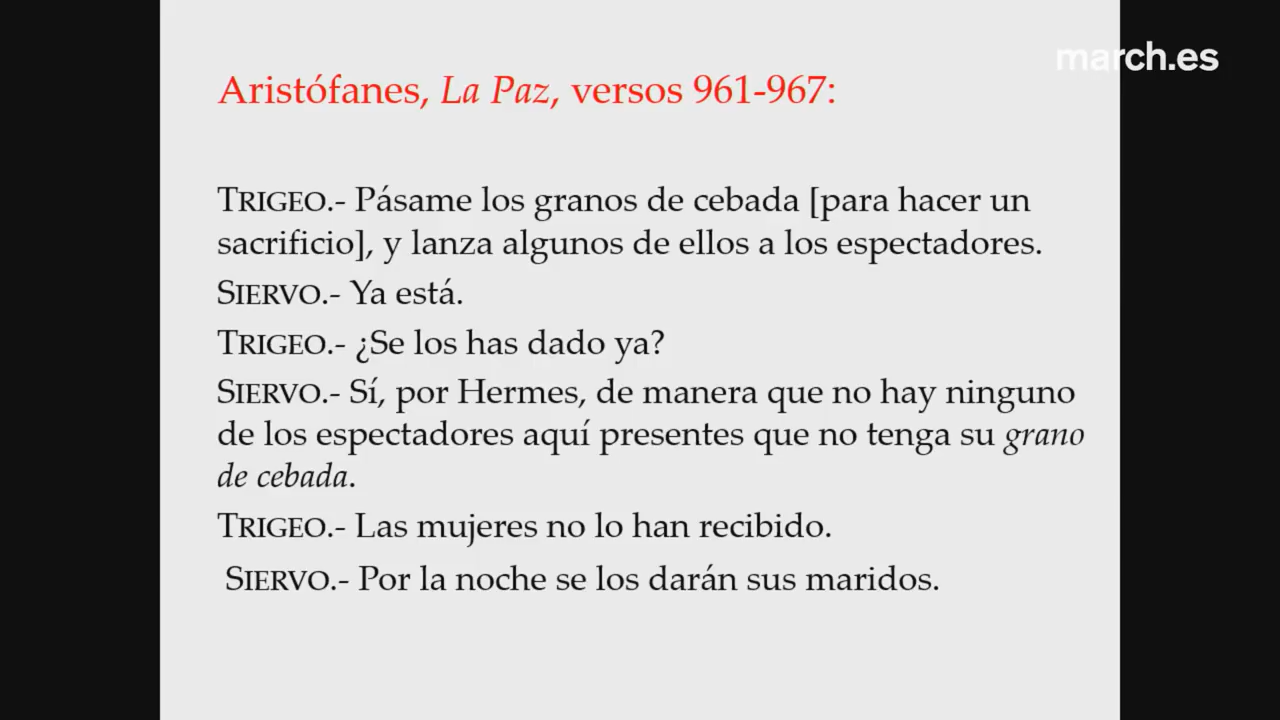 march.es
Aristófanes, La Paz, versos 961-967:
TRIGEO.- Pásame los granos de cebada [para hacer un
sacrificio], y lanza algunos de ellos a los espectadores.
SIERVO.- Ya está.
TRIGEO.- ¿Se los has dado ya?
SIERVO.- Sí, por Hermes, de manera que no hay ninguno
de los espectadores aquí presentes que no tenga su grano
de cebada.
TRIGEO.- Las mujeres no lo han recibido.
SIERVO.- Por la noche se los darán sus maridos.